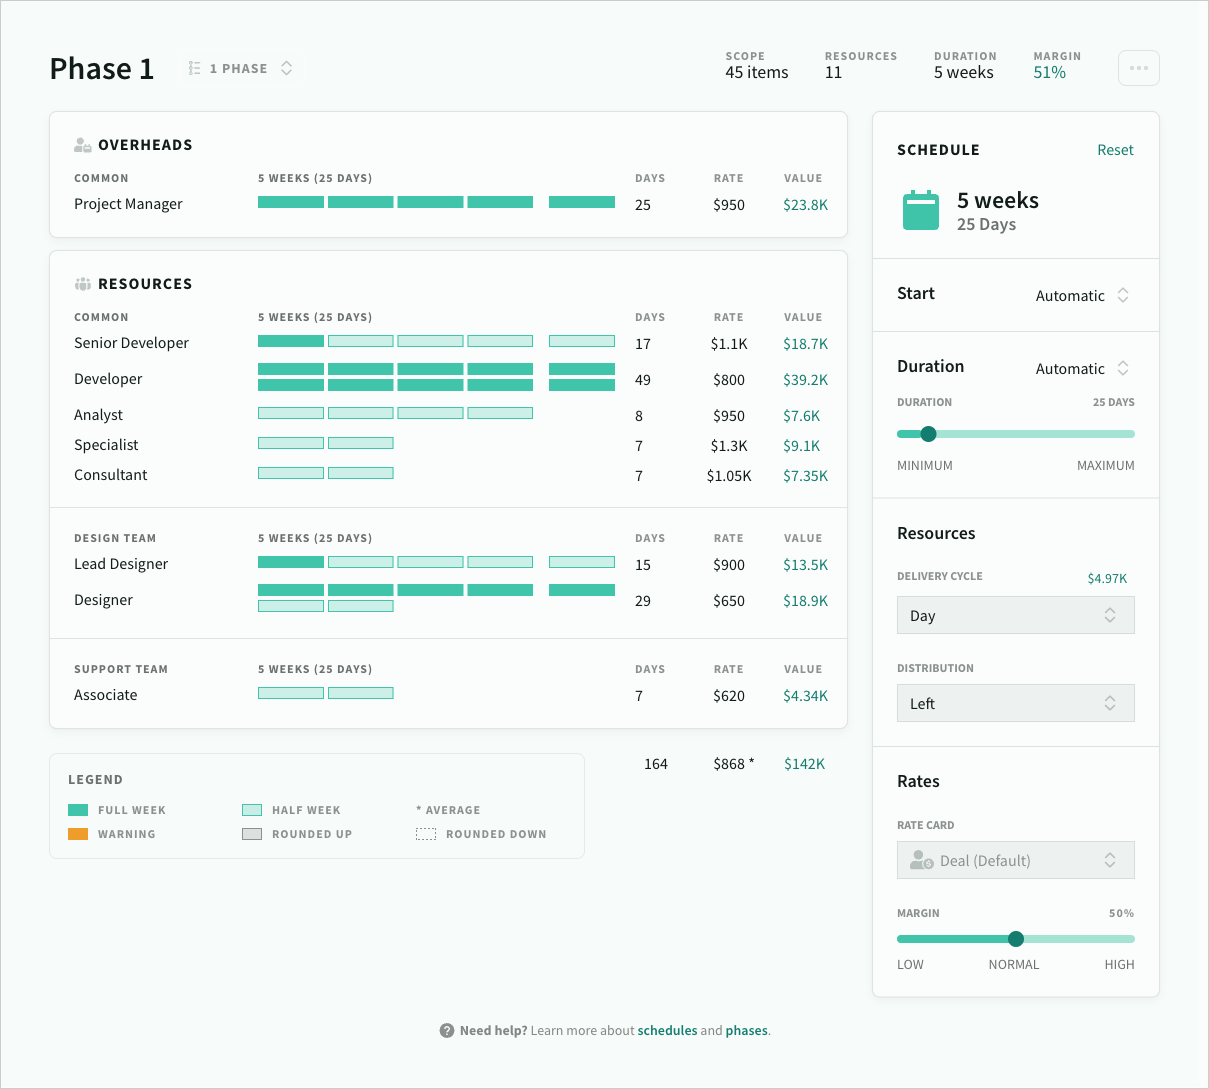 Phase 1
1 PHASE
SCOPE RESOURCES DURATION MARGIN
45 items 11 5 weeks 51%
OVERHEADS
COMMON 5 WEEKS (25 DAYS) DAYS RATE VALUE
Project Manager 25 $950 $23.8K
RESOURCES
COMMON 5 WEEKS (25 DAYS) DAYS RATE VALUE
Senior Developer 17 $1.1K $18.7K
Developer 49 $800 $39.2K
Analyst 8 $950 $7.6K
Specialist 7 $1.3K $9.1K
Consultant 7 $1.05K $7.35K
DESIGN TEAM 5 WEEKS (25 DAYS) DAYS RATE VALUE
Lead Designer 15 $900 $13.5K
Designer 29 $650 $18.9K
SUPPORT TEAM 5 WEEKS (25 DAYS) DAYS RATE VALUE
Associate 7 $620 $4.34K
164 $868 * $142K
LEGEND
FULL WEEK HALF WEEK * AVERAGE
WARNING ROUNDED UP ROUNDED DOWN
SCHEDULE Reset
5 weeks
25 Days
Start Automatic
Duration Automatic
DURATION 25 DAYS
MINIMUM MAXIMUM
Resources
DELIVERY CYCLE $4.97K
Day
DISTRIBUTION
Left
Rates
RATE CARD
Deal (Default)
MARGIN 50%
LOW NORMAL HIGH
Need help? Learn more about schedules and phases.